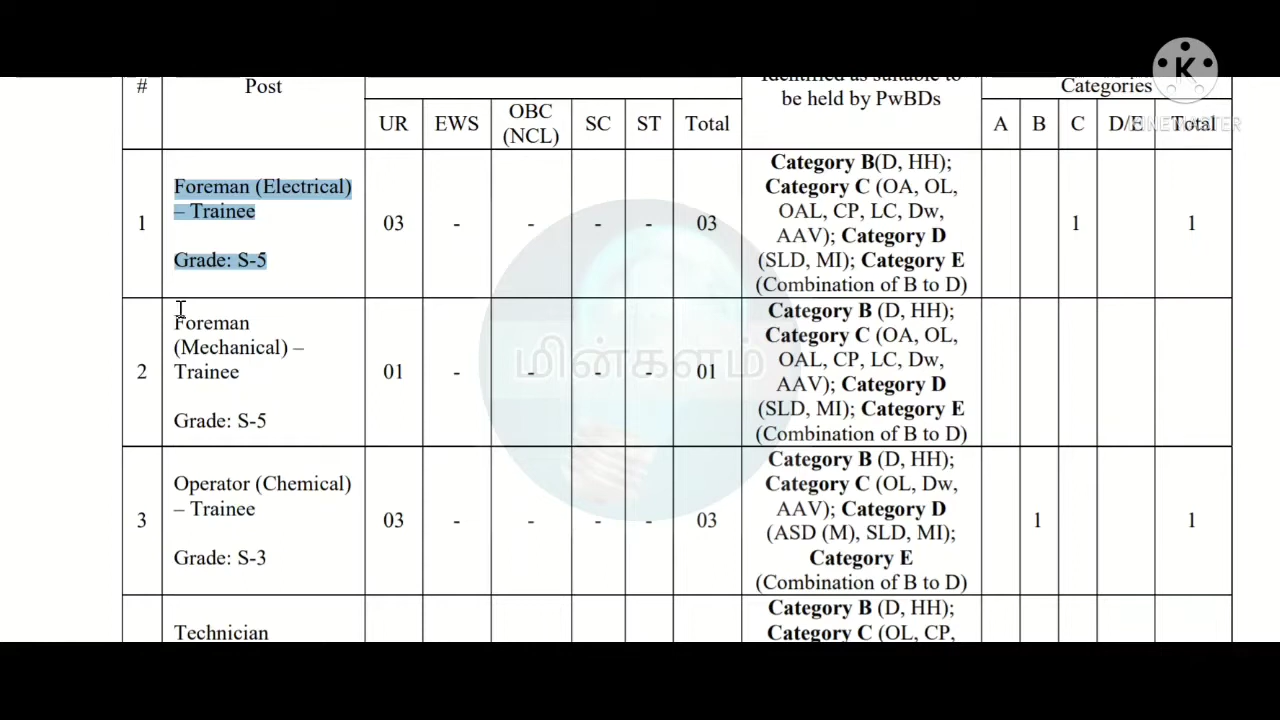 Identified as suitable to
# Post Categories
be held by PwBDs
UR EWS OBC (NCL) SC ST Total A B C D/E Total
KINEMASTER
Foreman (Electrical)
– Trainee
Grade: S-5
1
03 - - - - 03
Category B(D, HH);
Category C (OA, OL,
OAL, CP, LC, Dw,
AAV); Category D
(SLD, MI); Category E
(Combination of B to D)
1 1
Foreman
(Mechanical) –
Trainee
Grade: S-5
2
01 - - - - 01
Category B (D, HH);
Category C (OA, OL,
OAL, CP, LC, Dw,
AAV); Category D
(SLD, MI); Category E
(Combination of B to D)
மின்களம்
Operator (Chemical)
– Trainee
Grade: S-3
3
03 - - - - 03
Category B (D, HH);
Category C (OL, Dw,
AAV); Category D
(ASD (M), SLD, MI);
Category E
(Combination of B to D)
1 1
Technician
Category B (D, HH);
Category C (OL, CP,
K